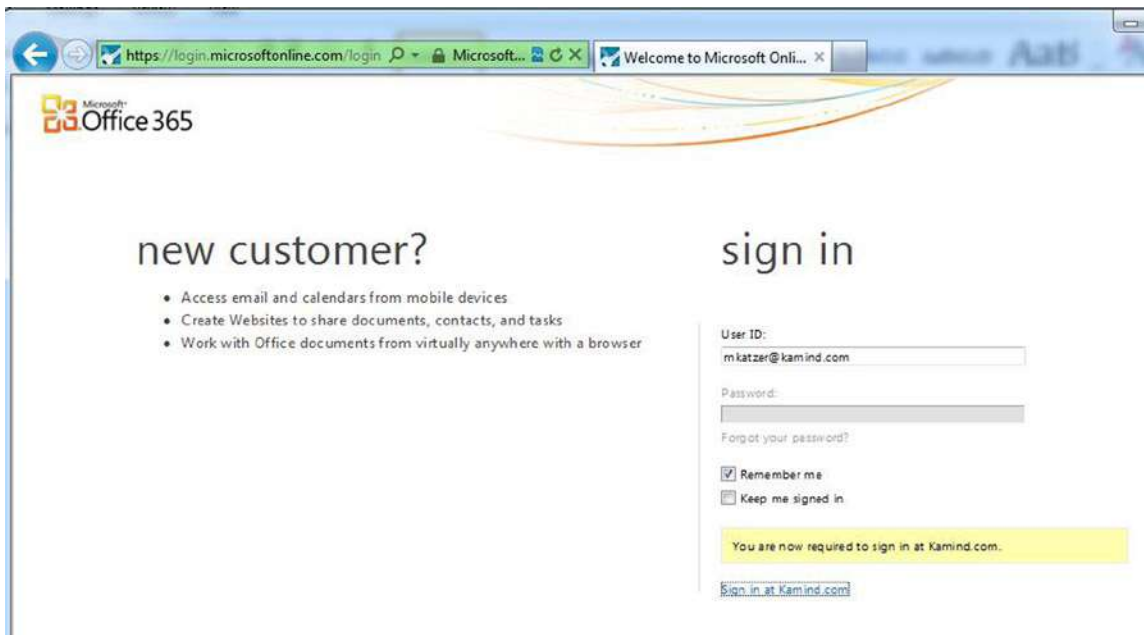 https://login.microsoftonline.com/login
Microsoft...
Welcome to Microsoft Onli...
Microsoft
Office 365
new customer?
Access email and calendars from mobile devices
Create Websites to share documents, contacts, and tasks
Work with Office documents from virtually anywhere with a browser
sign in
User ID:
mkatzer@kamind.com
Password:
Forgot your password?
Remember me
Keep me signed in
You are now required to sign in at Kamind.com.
Sign in at Kamind.com